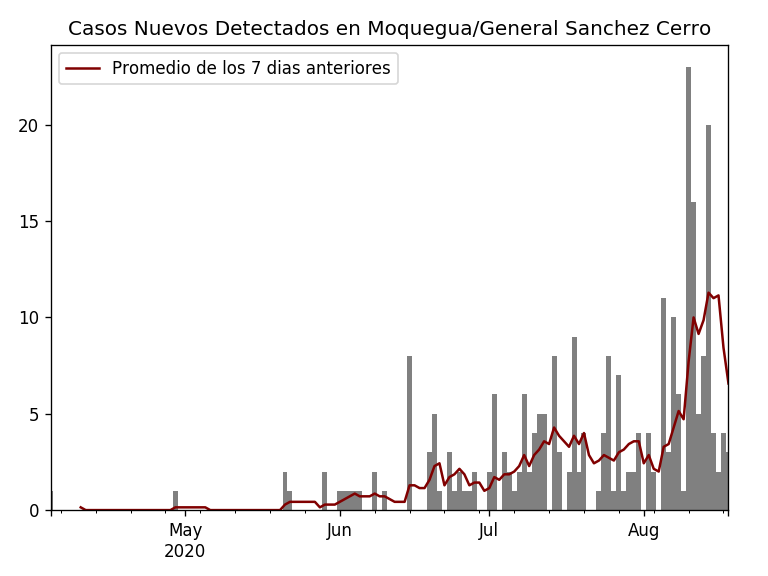 Casos Nuevos Detectados en Moquegua/General Sanchez Cerro
Promedio de los 7 dias anteriores
20
15
10
5
0
May Jun Jul Aug
2020